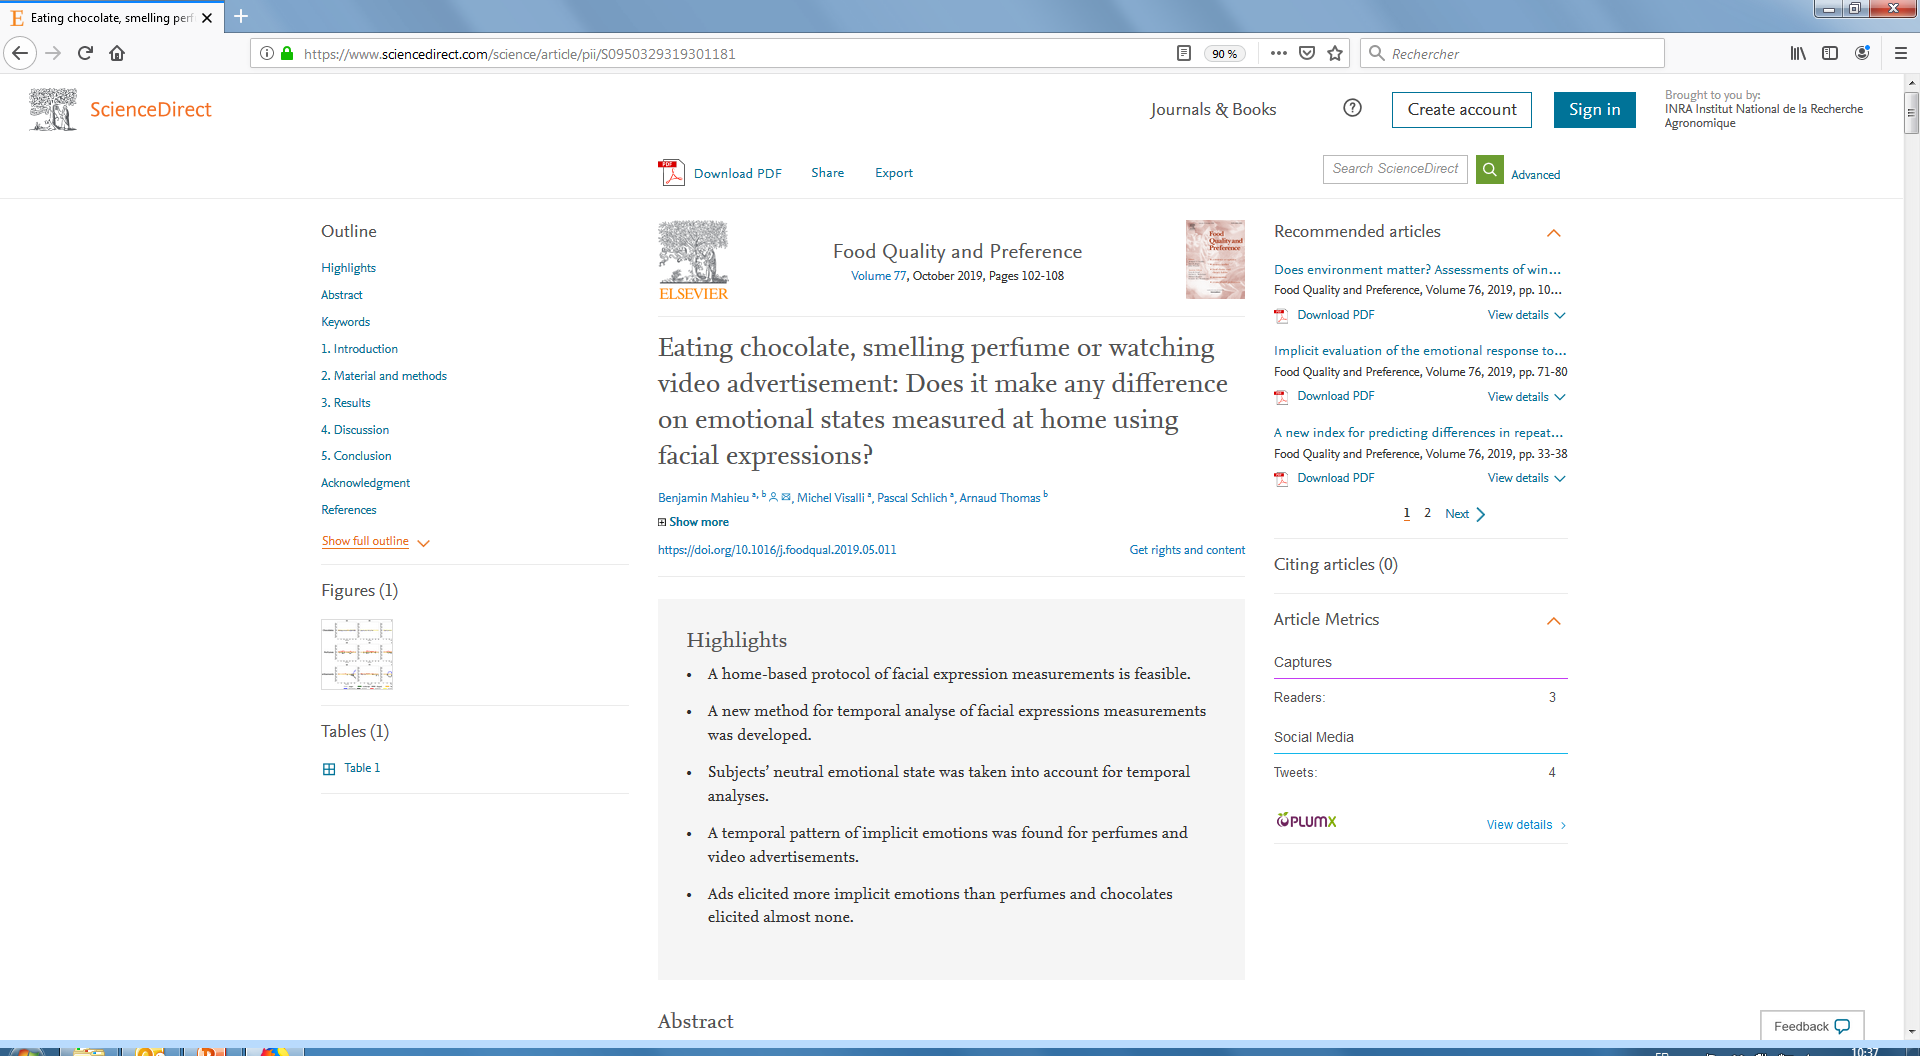 Eating chocolate, smelling perf
https://www.sciencedirect.com/science/article/pii/S0950329319301181
90 %
Rechercher
ScienceDirect
Journals & Books
Create account
Sign in
Brought to you by:
INRA Institut National de la Recherche
Agronomique
Download PDF
Share
Export
Search ScienceDirect
Advanced
Outline
Highlights
Abstract
Keywords
1. Introduction
2. Material and methods
3. Results
4. Discussion
5. Conclusion
Acknowledgment
References
Show full outline
Figures (1)
Tables (1)
Table 1
ELSEVIER
Food Quality and Preference
Volume 77, October 2019, Pages 102-108
Food
Quality and
Preference
Eating chocolate, smelling perfume or watching
video advertisement: Does it make any difference
on emotional states measured at home using
facial expressions?
Benjamin Mahieu a, b, Michel Visalli a, Pascal Schlich a, Arnaud Thomas b
Show more
https://doi.org/10.1016/j.foodqual.2019.05.011
Get rights and content
Highlights
• A home-based protocol of facial expression measurements is feasible.
• A new method for temporal analyse of facial expressions measurements
was developed.
• Subjects' neutral emotional state was taken into account for temporal
analyses.
• A temporal pattern of implicit emotions was found for perfumes and
video advertisements.
• Ads elicited more implicit emotions than perfumes and chocolates
elicited almost none.
Abstract
Recommended articles
Does environment matter? Assessments of win...
Food Quality and Preference, Volume 76, 2019, pp. 10...
Download PDF
View details
Implicit evaluation of the emotional response to...
Food Quality and Preference, Volume 76, 2019, pp. 71-80
Download PDF
View details
A new index for predicting differences in repeat...
Food Quality and Preference, Volume 76, 2019, pp. 33-38
Download PDF
View details
1 2 Next
Citing articles (0)
Article Metrics
Captures
Readers: 3
Social Media
Tweets: 4
PLUMX
View details
Feedback
10:37